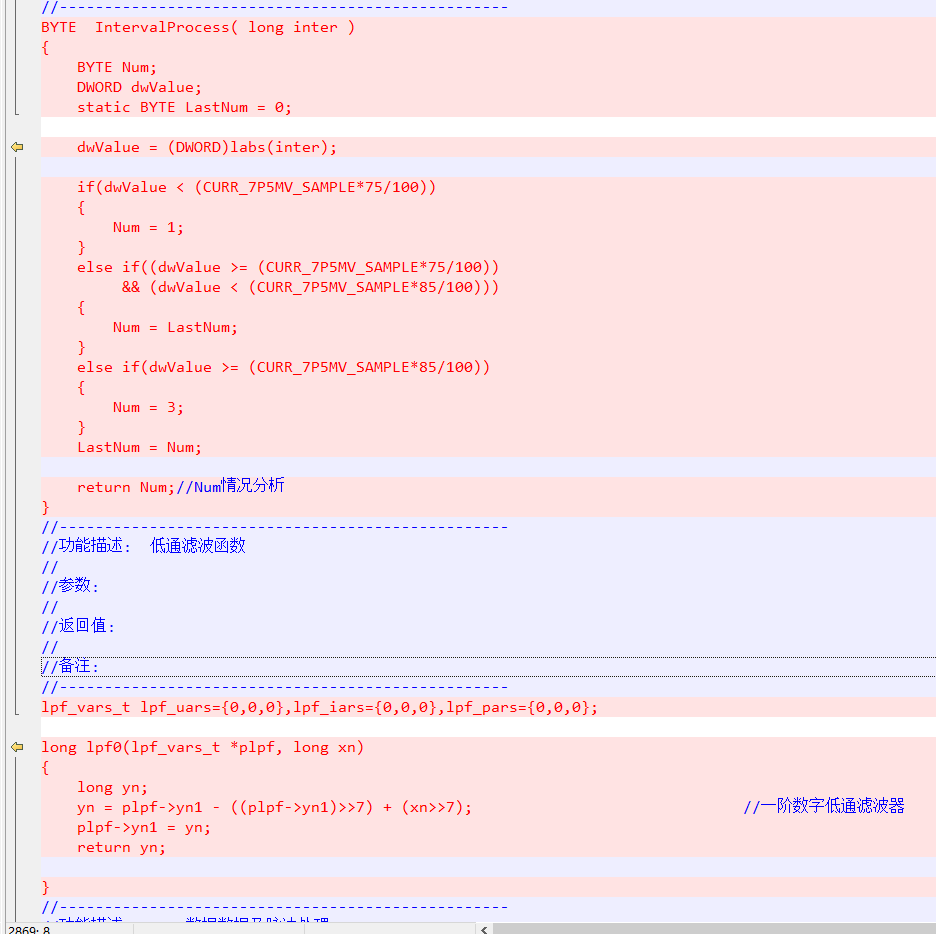 //--------------------------------------------------
BYTE  IntervalProcess( long inter )
{
    BYTE Num;
    DWORD dwValue;
    static BYTE LastNum = 0;
    dwValue = (DWORD)labs(inter);
    if(dwValue < (CURR_7P5MV_SAMPLE*75/100))
    {
        Num = 1;
    }
    else if((dwValue >= (CURR_7P5MV_SAMPLE*75/100))
         && (dwValue < (CURR_7P5MV_SAMPLE*85/100)))
    {
        Num = LastNum;
    }
    else if(dwValue >= (CURR_7P5MV_SAMPLE*85/100))
    {
        Num = 3;
    }
    LastNum = Num;
    return Num;//Num情况分析
}
//--------------------------------------------------
//功能描述： 低通滤波函数
//
//参数：
//
//返回值：
//
//备注：
//--------------------------------------------------
lpf_vars_t lpf_uars={0,0,0},lpf_iars={0,0,0},lpf_pars={0,0,0};
long lpf0(lpf_vars_t *plpf, long xn)
{
    long yn;
    yn = plpf->yn1 - ((plpf->yn1)>>7) + (xn>>7); //一阶数字低通滤波器
    plpf->yn1 = yn;
    return yn;
}
//--------------------------------------------------
2869: 8